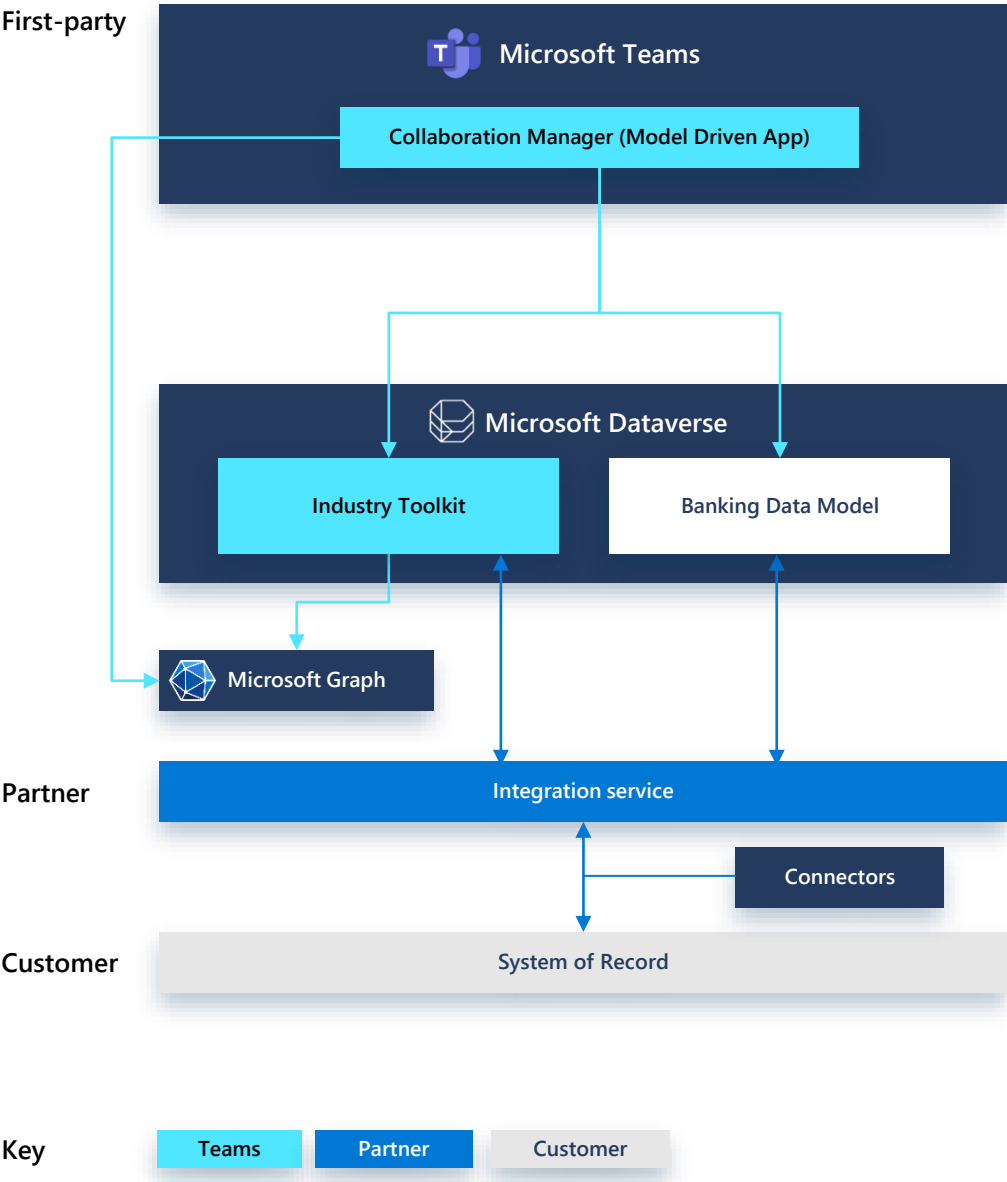 First-party
T
Microsoft Teams
Collaboration Manager (Model Driven App)
Microsoft Dataverse
Industry Toolkit
Banking Data Model
Microsoft Graph
Partner
Integration service
Connectors
Customer
System of Record
Key
Teams
Partner
Customer